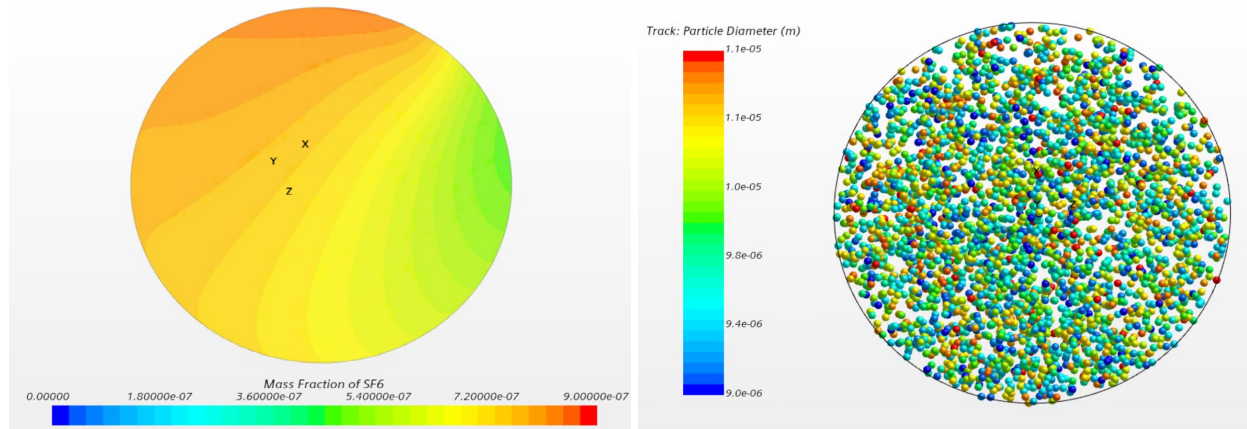 X
Y
Z
Mass Fraction of SF6
0.00000 1.80000e-07 3.60000e-07 5.40000e-07 7.20000e-07 9.00000e-07
Track: Particle Diameter (m)
1.1e-05
1.1e-05
1.0e-05
9.8e-06
9.4e-06
9.0e-06